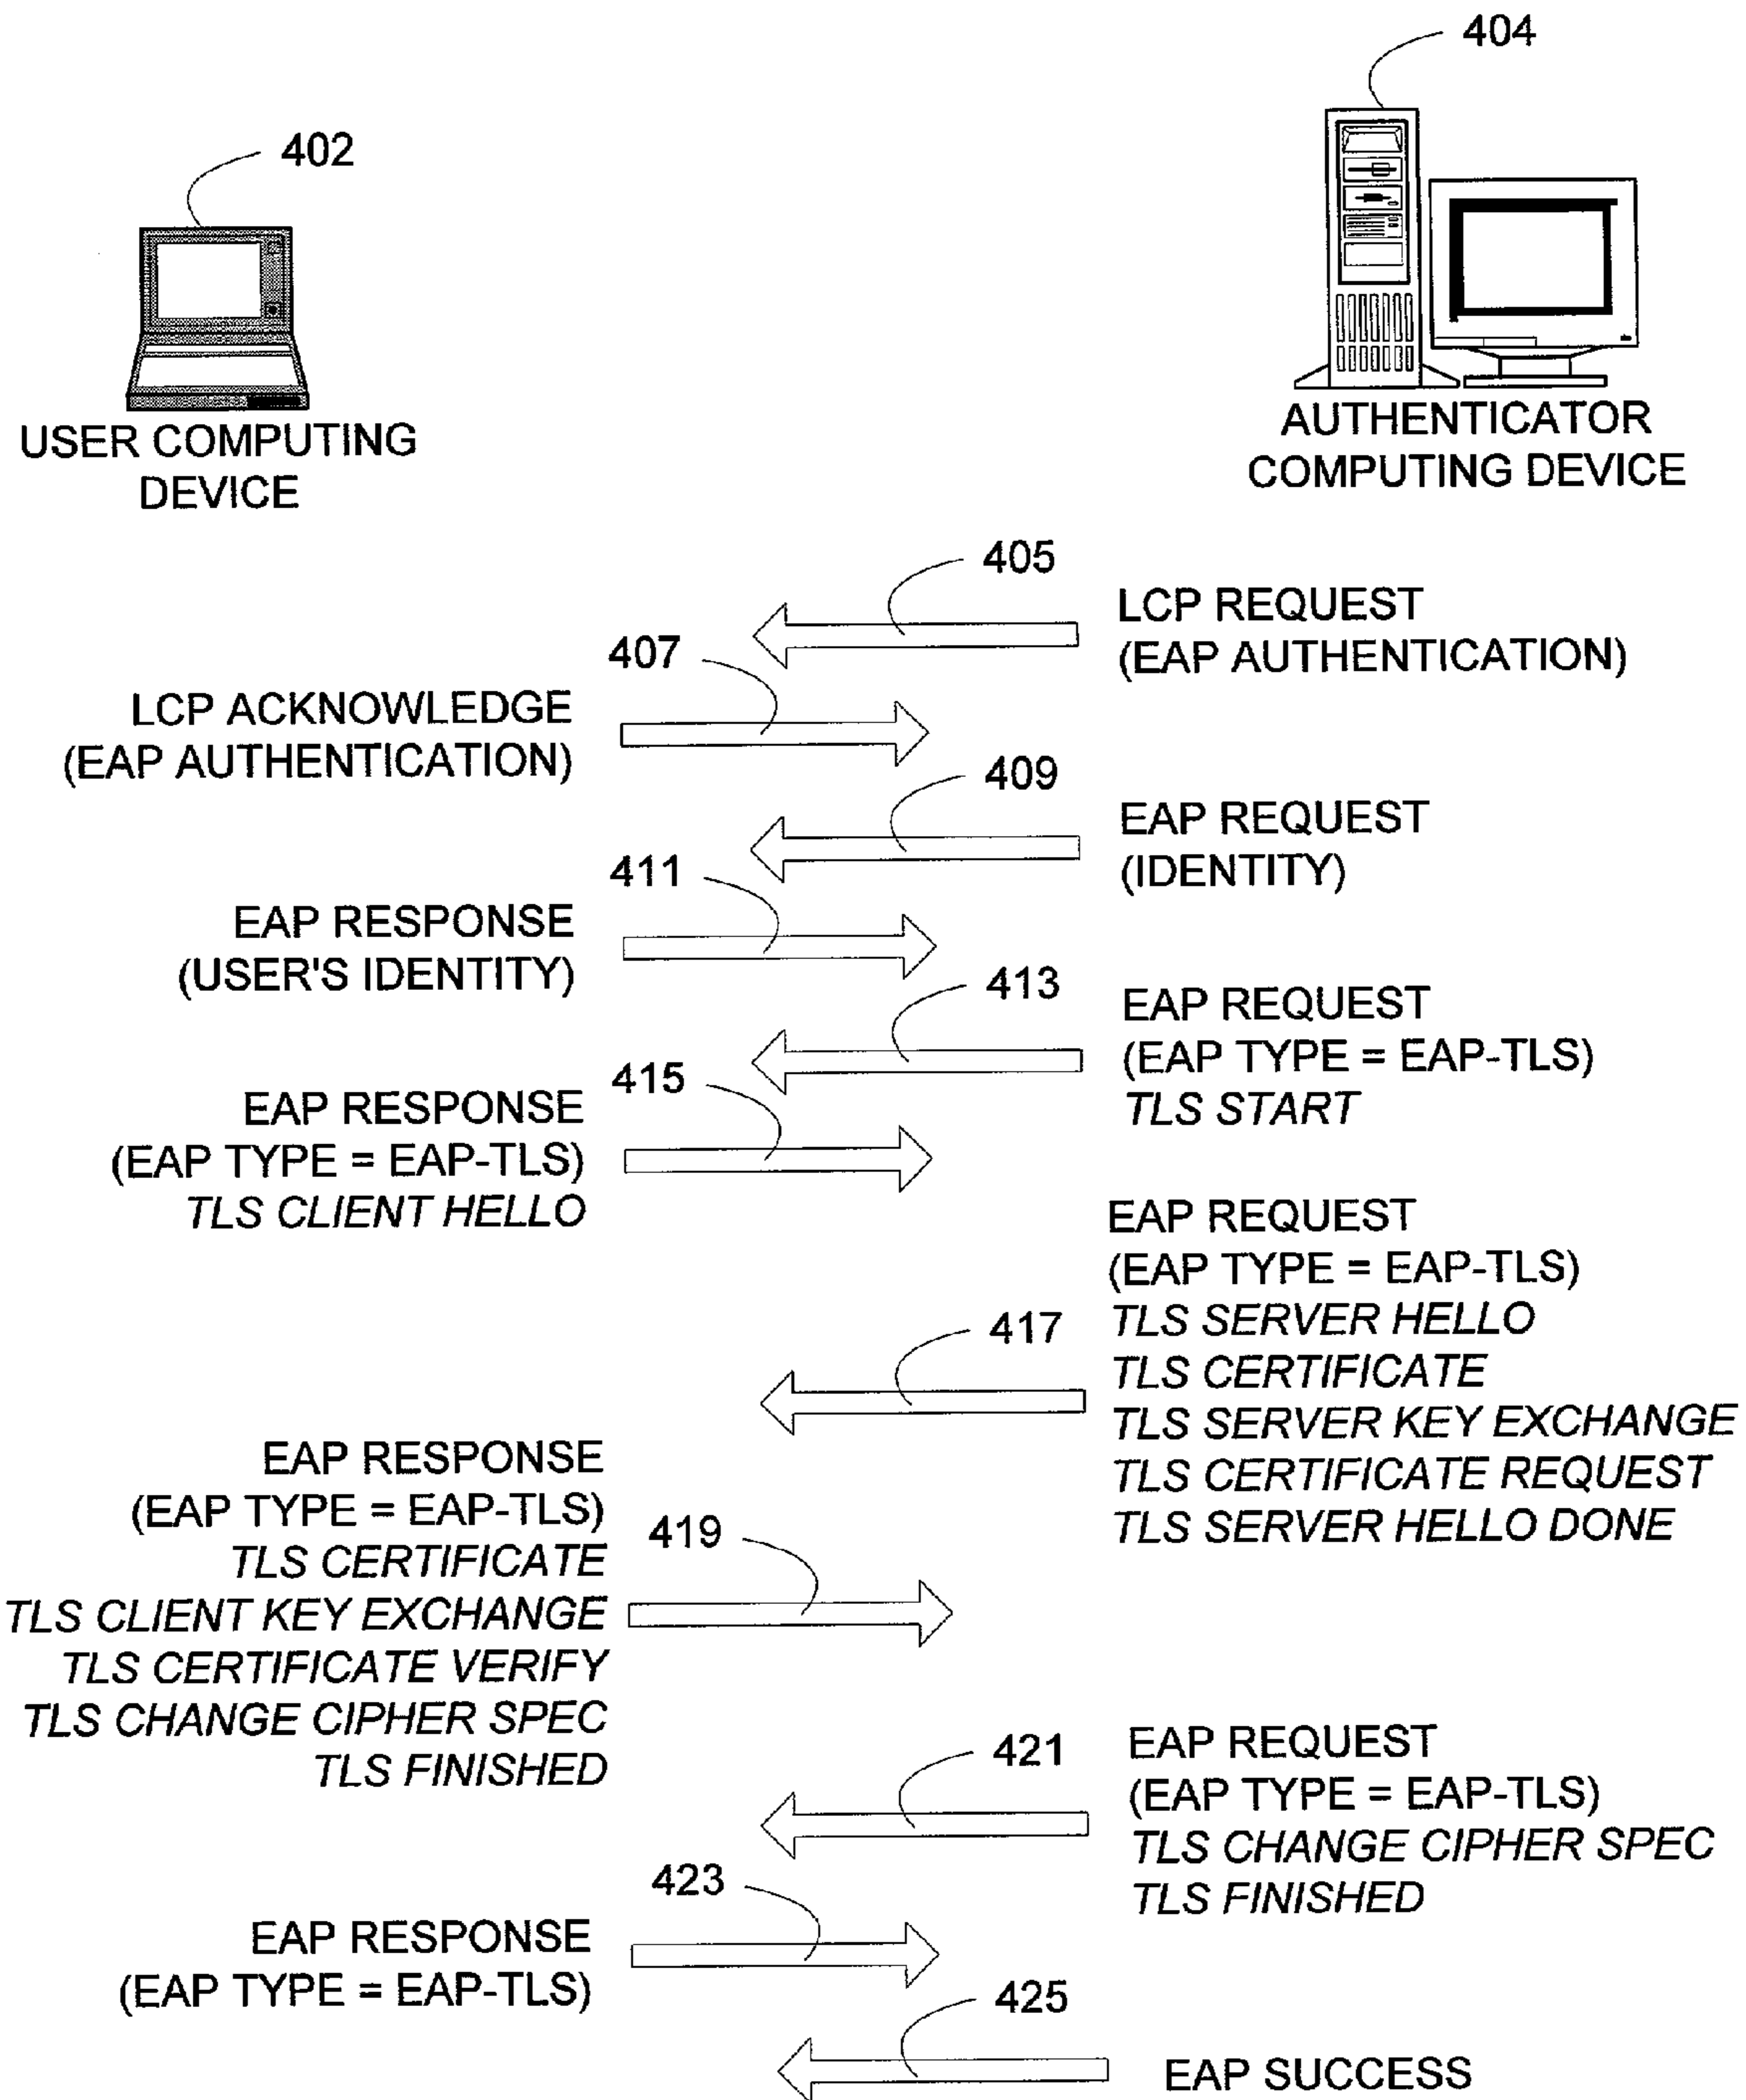 404
402
USER COMPUTING
DEVICE
AUTHENTICATOR
COMPUTING DEVICE
405
LCP REQUEST
(EAP AUTHENTICATION)
407
LCP ACKNOWLEDGE
(EAP AUTHENTICATION)
409
EAP REQUEST
(IDENTITY)
411
EAP RESPONSE
(USER'S IDENTITY)
413
EAP REQUEST
(EAP TYPE = EAP-TLS)
TLS START
415
EAP RESPONSE
(EAP TYPE = EAP-TLS)
TLS CLIENT HELLO
417
EAP REQUEST
(EAP TYPE = EAP-TLS)
TLS SERVER HELLO
TLS CERTIFICATE
TLS SERVER KEY EXCHANGE
TLS CERTIFICATE REQUEST
TLS SERVER HELLO DONE
419
EAP RESPONSE
(EAP TYPE = EAP-TLS)
TLS CERTIFICATE
TLS CLIENT KEY EXCHANGE
TLS CERTIFICATE VERIFY
TLS CHANGE CIPHER SPEC
TLS FINISHED
421
EAP REQUEST
(EAP TYPE = EAP-TLS)
TLS CHANGE CIPHER SPEC
TLS FINISHED
423
EAP RESPONSE
(EAP TYPE = EAP-TLS)
425
EAP SUCCESS